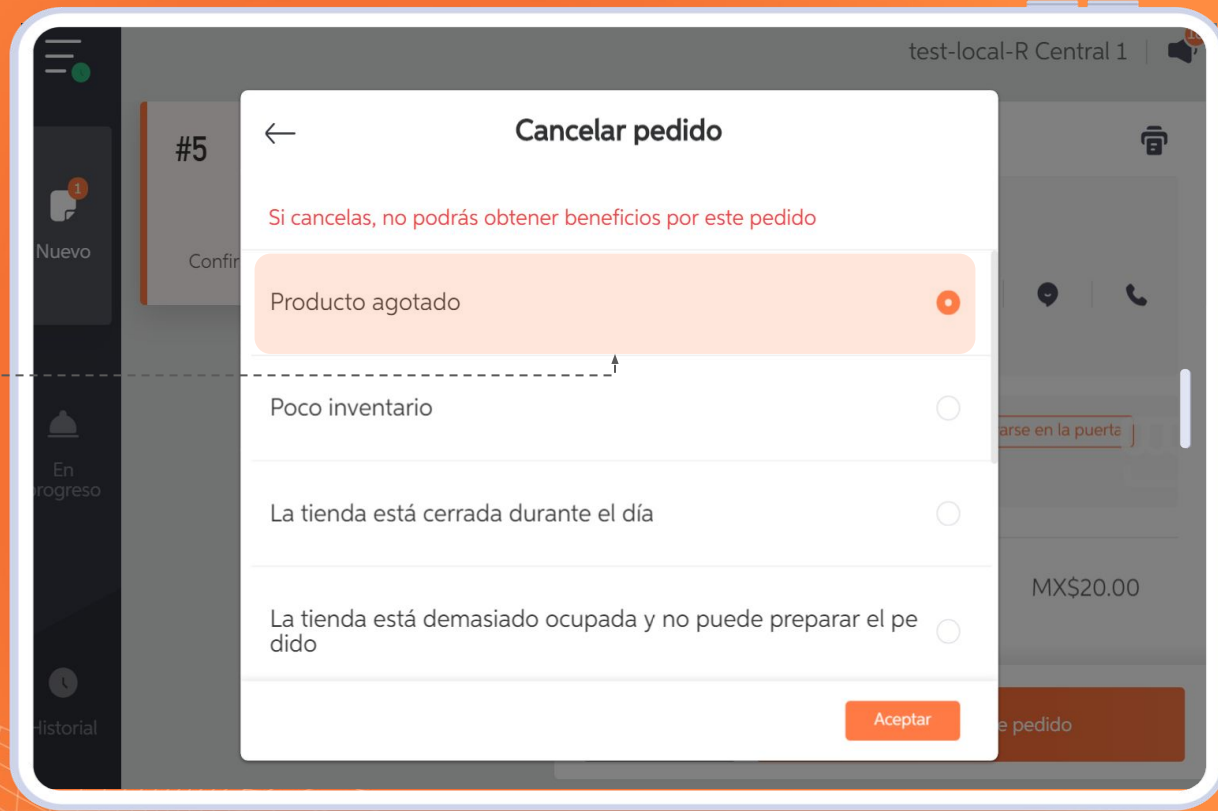 test-local-R Central 1
#5
Cancelar pedido
Si cancelas, no podrás obtener beneficios por este pedido
1
Nuevo
Confir
Producto agotado
Poco inventario
arse en la puerta
En
progreso
La tienda está cerrada durante el día
MX$20.00
La tienda está demasiado ocupada y no puede preparar el pe
dido
Historial
Aceptar
e pedido